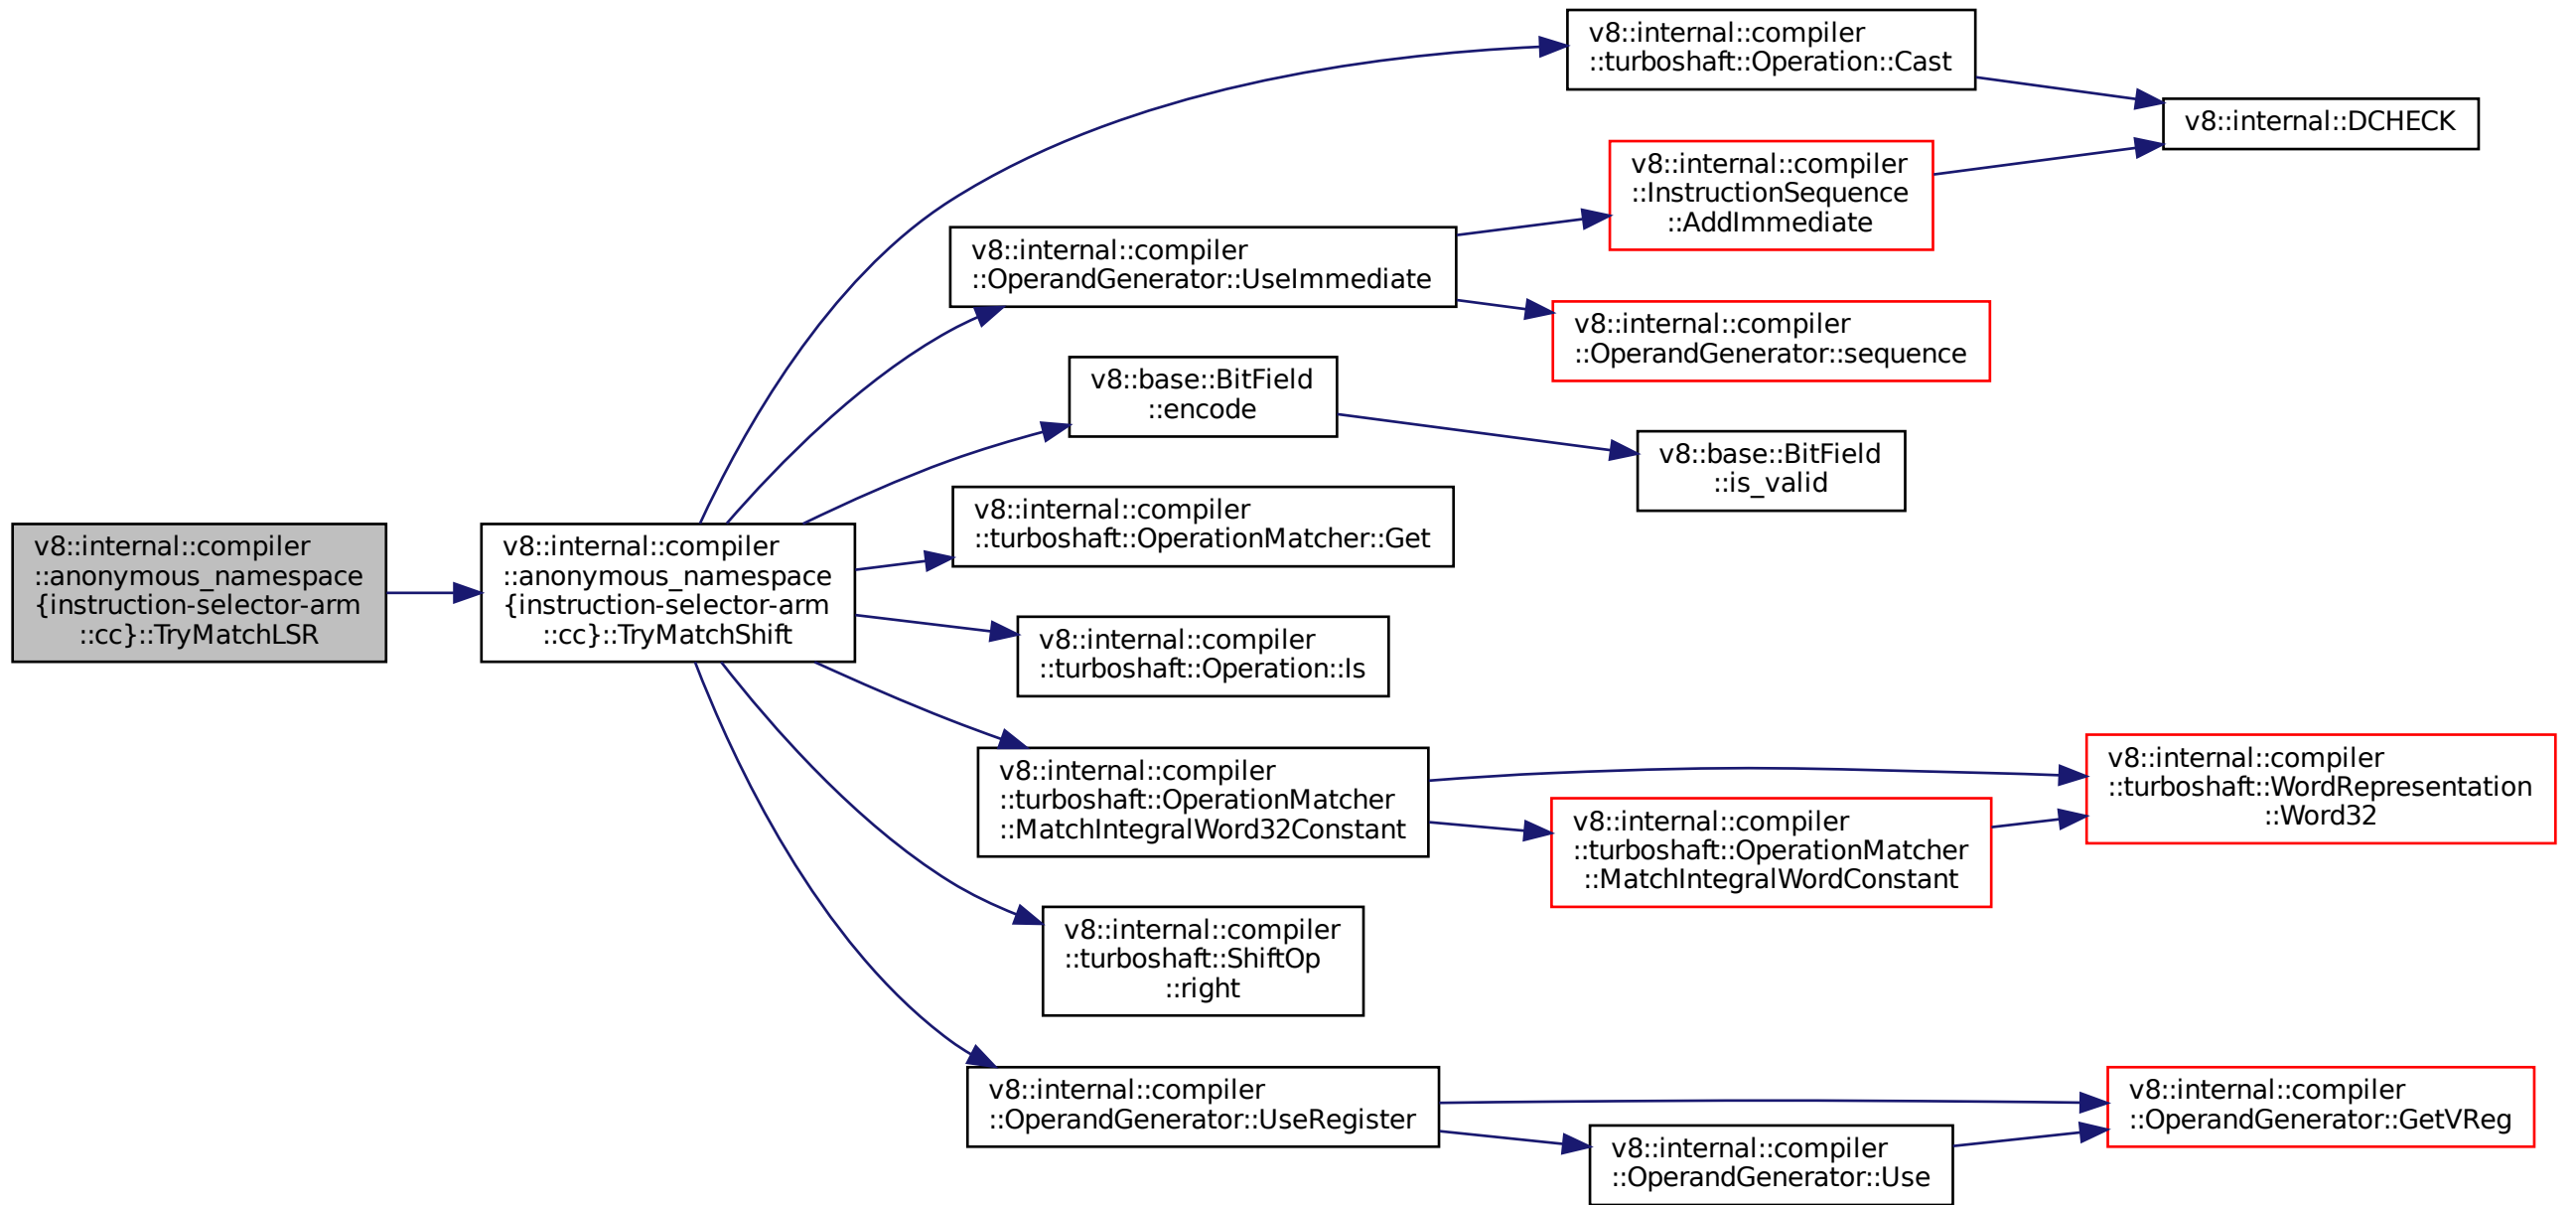 v8::internal::compiler
::anonymous_namespace
{instruction-selector-arm
::cc}::TryMatchLSR
v8::internal::compiler
::anonymous_namespace
{instruction-selector-arm
::cc}::TryMatchShift
v8::internal::compiler
::turboshaft::Operation::Cast
v8::internal::DCHECK
v8::internal::compiler
::OperandGenerator::UseImmediate
v8::internal::compiler
::InstructionSequence
::AddImmediate
v8::internal::compiler
::OperandGenerator::sequence
v8::base::BitField
::encode
v8::base::BitField
::is_valid
v8::internal::compiler
::turboshaft::OperationMatcher::Get
v8::internal::compiler
::turboshaft::Operation::Is
v8::internal::compiler
::turboshaft::OperationMatcher
::MatchIntegralWord32Constant
v8::internal::compiler
::turboshaft::WordRepresentation
::Word32
v8::internal::compiler
::turboshaft::OperationMatcher
::MatchIntegralWordConstant
v8::internal::compiler
::turboshaft::ShiftOp
::right
v8::internal::compiler
::OperandGenerator::UseRegister
v8::internal::compiler
::OperandGenerator::GetVReg
v8::internal::compiler
::OperandGenerator::Use